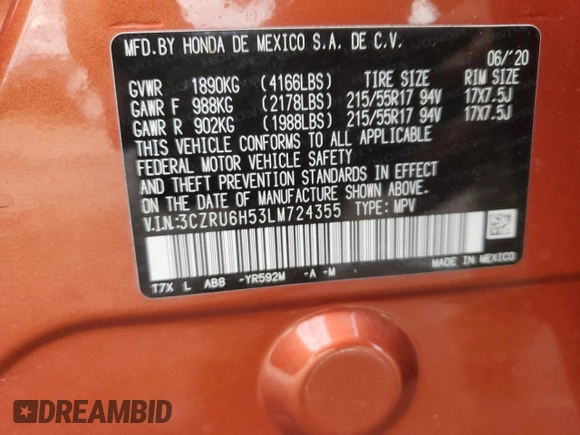 MFD.BY HONDA DE MEXICO S.A. DE C.V.
06/'20
GVWR 1890KG (4166LBS) TIRE SIZE RIM SIZE
GAWR F 988KG (2178LBS) 215/55R17 94V 17X7.5J
GAWR R 902KG (1988LBS) 215/55R17 94V 17X7.5J
THIS VEHICLE CONFORMS TO ALL APPLICABLE
FEDERAL MOTOR VEHICLE SAFETY
AND THEFT PREVENTION STANDARDS IN EFFECT
ON THE DATE OF MANUFACTURE SHOWN ABOVE.
V.I.N.:3CZRU6H53LM724355 TYPE: MPV
MADE IN MEXICO
T7X L ABB -YR592M -A -M
DREAMBID